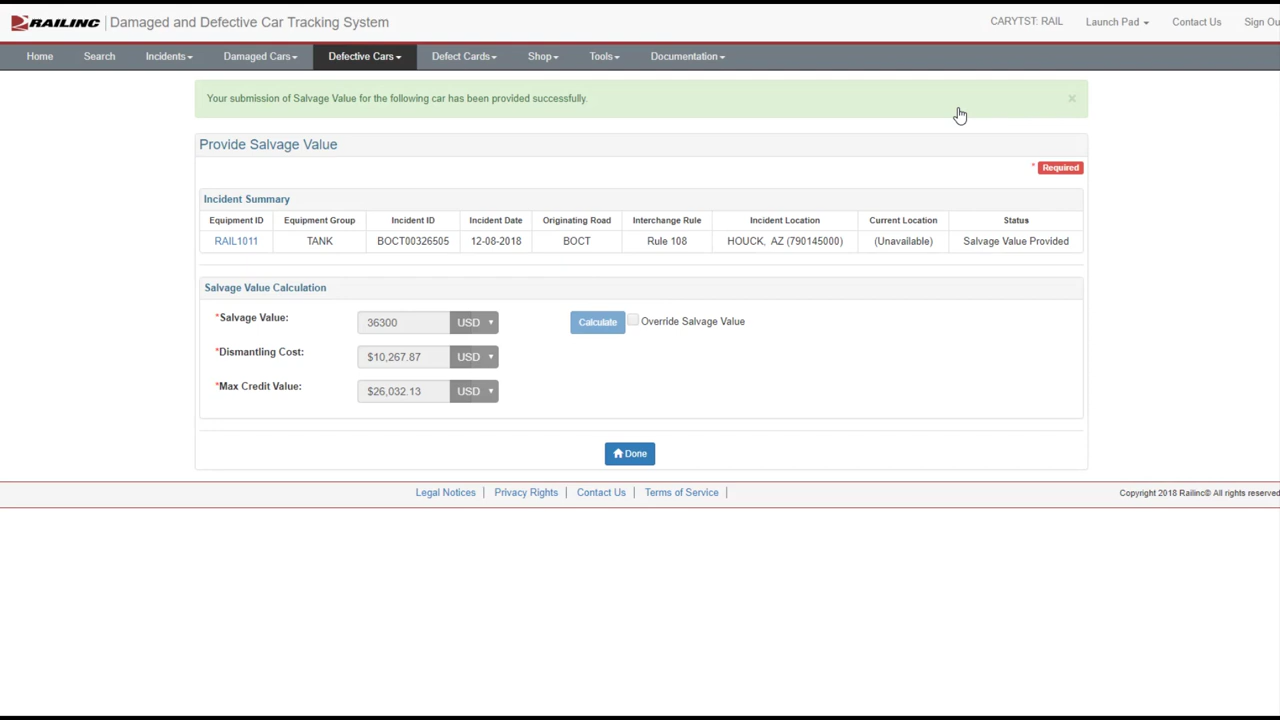 RAILINC Damaged and Defective Car Tracking System CARYTST: RAIL Launch Pad Contact Us Sign Ou
Home Search Incidents Damaged Cars Defective Cars Defect Cards Shop Tools Documentation
Your submission of Salvage Value for the following car has been provided successfully. ×
Provide Salvage Value
* Required
Incident Summary
Equipment ID Equipment Group Incident ID Incident Date Originating Road Interchange Rule Incident Location Current Location Status
RAIL1011 TANK BOCT00326505 12-08-2018 BOCT Rule 108 HOUCK, AZ (790145000) (Unavailable) Salvage Value Provided
Salvage Value Calculation
*Salvage Value: 36300 USD Calculate Override Salvage Value
*Dismantling Cost: $10,267.87 USD
*Max Credit Value: $26,032.13 USD
Done
Legal Notices | Privacy Rights | Contact Us | Terms of Service | Copyright 2018 Railinc® All rights reserved